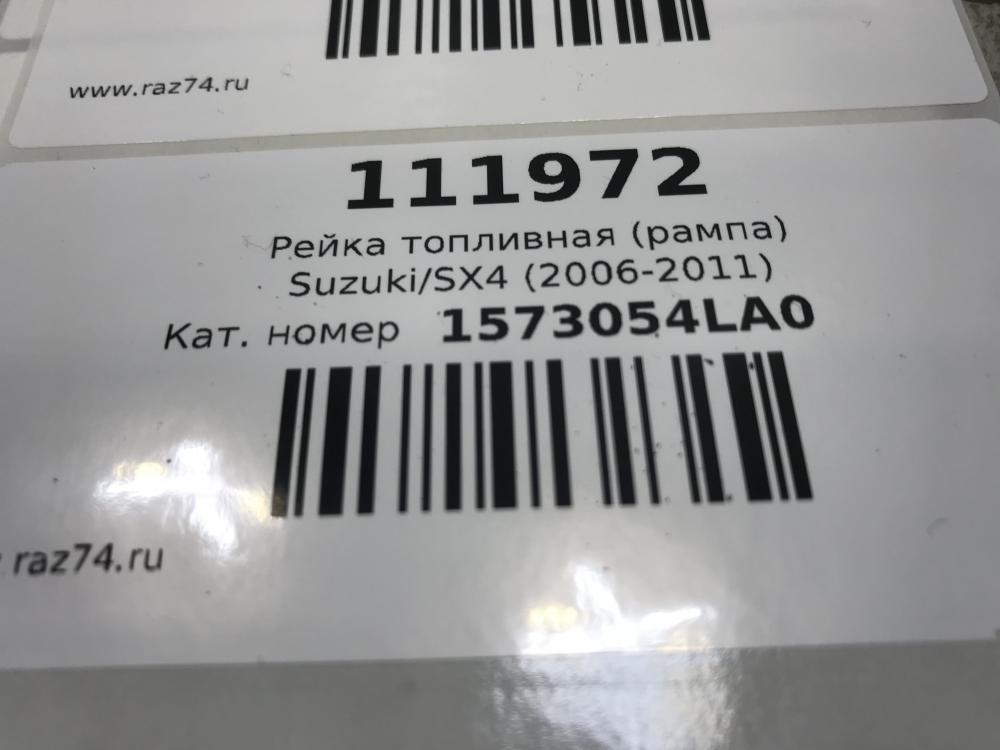 www.raz74.ru
111972
Рейка топливная (рампа)
Suzuki/SX4 (2006-2011)
Кат. номер 1573054LA0
raz74.ru